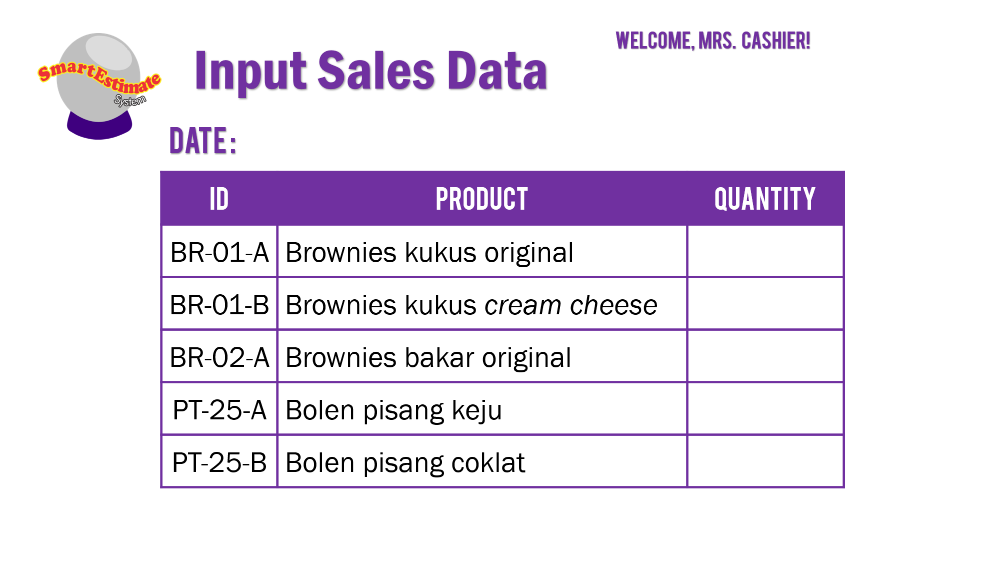 WELCOME, MRS. CASHIER!
SmartEstimate
System
Input Sales Data
DATE:
ID PRODUCT QUANTITY
BR-01-A Brownies kukus original
BR-01-B Brownies kukus cream cheese
BR-02-A Brownies bakar original
PT-25-A Bolen pisang keju
PT-25-B Bolen pisang coklat